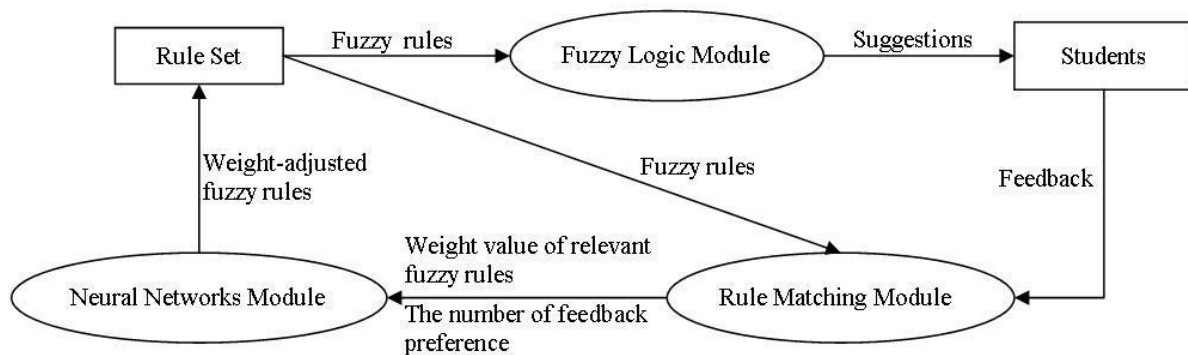 Fuzzy rules
Suggestions
Rule Set
Fuzzy Logic Module
Students
Weight-adjusted
fuzzy rules
Fuzzy rules
Feedback
Weight value of relevant
fuzzy rules
Neural Networks Module
Rule Matching Module
The number of feedback
preference